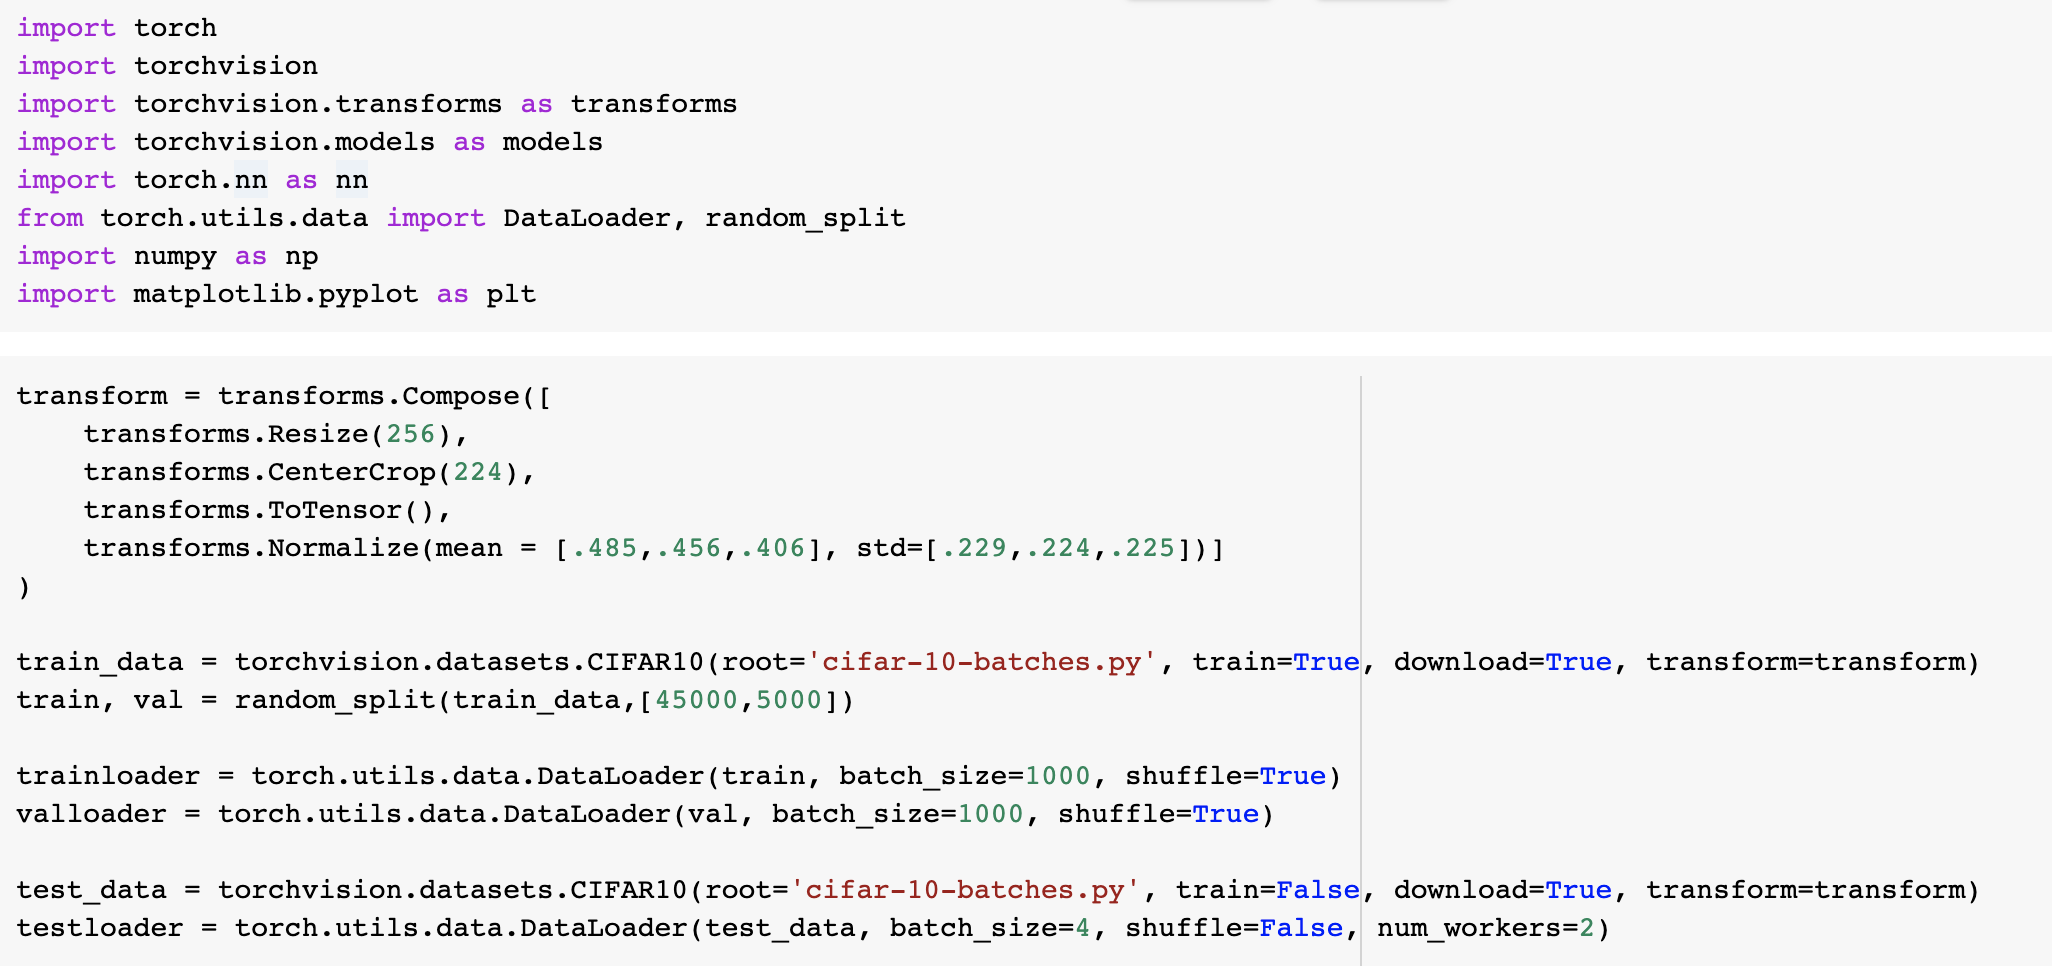 import torch
import torchvision
import torchvision.transforms as transforms
import torchvision.models as models
import torch.nn as nn
from torch.utils.data import DataLoader, random_split
import numpy as np
import matplotlib.pyplot as plt
transform = transforms.Compose([
    transforms.Resize(256),
    transforms.CenterCrop(224),
    transforms.ToTensor(),
    transforms.Normalize(mean = [.485,.456,.406], std=[.229,.224,.225])]
)
train_data = torchvision.datasets.CIFAR10(root='cifar-10-batches.py', train=True, download=True, transform=transform)
train, val = random_split(train_data,[45000,5000])
trainloader = torch.utils.data.DataLoader(train, batch_size=1000, shuffle=True)
valloader = torch.utils.data.DataLoader(val, batch_size=1000, shuffle=True)
test_data = torchvision.datasets.CIFAR10(root='cifar-10-batches.py', train=False, download=True, transform=transform)
testloader = torch.utils.data.DataLoader(test_data, batch_size=4, shuffle=False, num_workers=2)